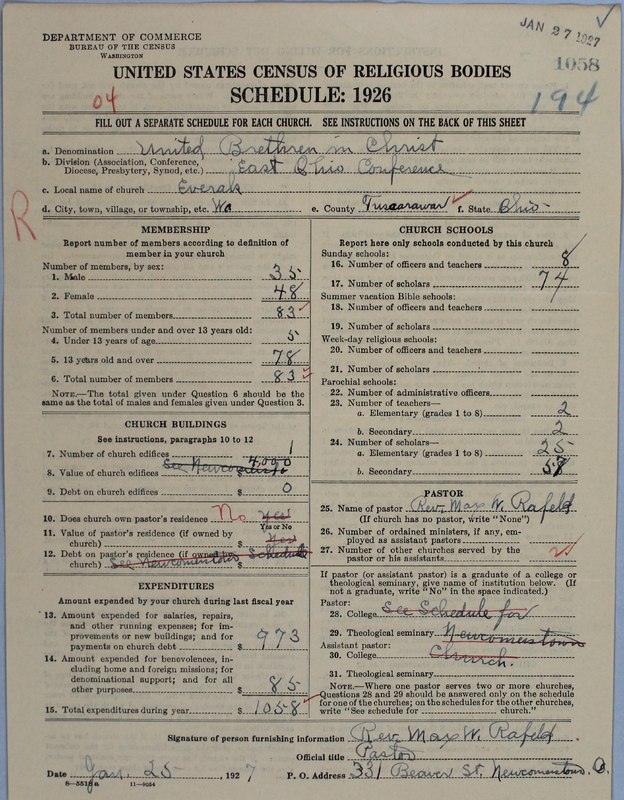 JAN 27 1927
DEPARTMENT OF COMMERCE
BUREAU OF THE CENSUS
WASHINGTON
1058
UNITED STATES CENSUS OF RELIGIOUS BODIES
04
SCHEDULE: 1926
194
FILL OUT A SEPARATE SCHEDULE FOR EACH CHURCH. SEE INSTRUCTIONS ON THE BACK OF THIS SHEET
a. Denomination United Brethren in Christ
b. Division (Association, Conference, Diocese, Presbytery, Synod, etc.) East Ohio Conference
c. Local name of church Everal
R
d. City, town, village, or township, etc. Wa e. County Tuscarawas f. State Ohio
MEMBERSHIP
Report number of members according to definition of
member in your church
Number of members, by sex:
1. Male 35
2. Female 48
3. Total number of members 83
Number of members under and over 13 years old:
4. Under 13 years of age 5
5. 13 years old and over 78
6. Total number of members 83
NOTE.—The total given under Question 6 should be
same as the total of males and females given under Question 3.
CHURCH BUILDINGS
See instructions, paragraphs 10 to 12
7. Number of church edifices 1
8. Value of church edifices See Newcom $ 4,000
9. Debt on church edifices $ 0
10. Does church own pastor's residence No Yes
Yes or No
11. Value of pastor's residence (if owned by
church) $ Yes
12. Debt on pastor's residence (if owned by
church) $ See Newcomerstown Schedule
EXPENDITURES
Amount expended by your church during last fiscal year
13. Amount expended for salaries, repairs,
and other running expenses; for im-
provements or new buildings; and for
payments on church debt $ 973
14. Amount expended for benevolences, in-
cluding home and foreign missions; for
denominational support; and for all
other purposes $ 85
15. Total expenditures during year $ 1058
CHURCH SCHOOLS
Report here only schools conducted by this church
Sunday schools:
16. Number of officers and teachers 8
17. Number of scholars 74
Summer vacation Bible schools:
18. Number of officers and teachers
19. Number of scholars
Week-day religious schools:
20. Number of officers and teachers
21. Number of scholars
Parochial schools:
22. Number of administrative officers
23. Number of teachers—
a. Elementary (grades 1 to 8) 2
b. Secondary 2
24. Number of scholars—
a. Elementary (grades 1 to 8) 25
b. Secondary 58
PASTOR
25. Name of pastor Rev. Max W. Rafeld
(If church has no pastor, write "None")
26. Number of ordained ministers, if any, em-
ployed as assistant pastors
27. Number of other churches served by the
pastor or his assistants 2
If pastor (or assistant pastor) is a graduate of a college or
theological seminary, give name of institution below. (If
not a graduate, write "No" in the space indicated.)
Pastor:
28. College See Schedule for
29. Theological seminary Newcomerstown
Assistant pastor:
30. College Church.
31. Theological seminary
NOTE.—Where one pastor serves two or more churches,
Questions 28 and 29 should be answered only on the schedule
for one of the churches; on the schedules for the other churches,
write "See schedule for church."
Signature of person furnishing information Rev. Max W. Rafeld
Official title Pastor
Date Jan. 25, 1927 P. O. Address 331 Beaver St. Newcomerstown, O.
8—5518a 11—9054